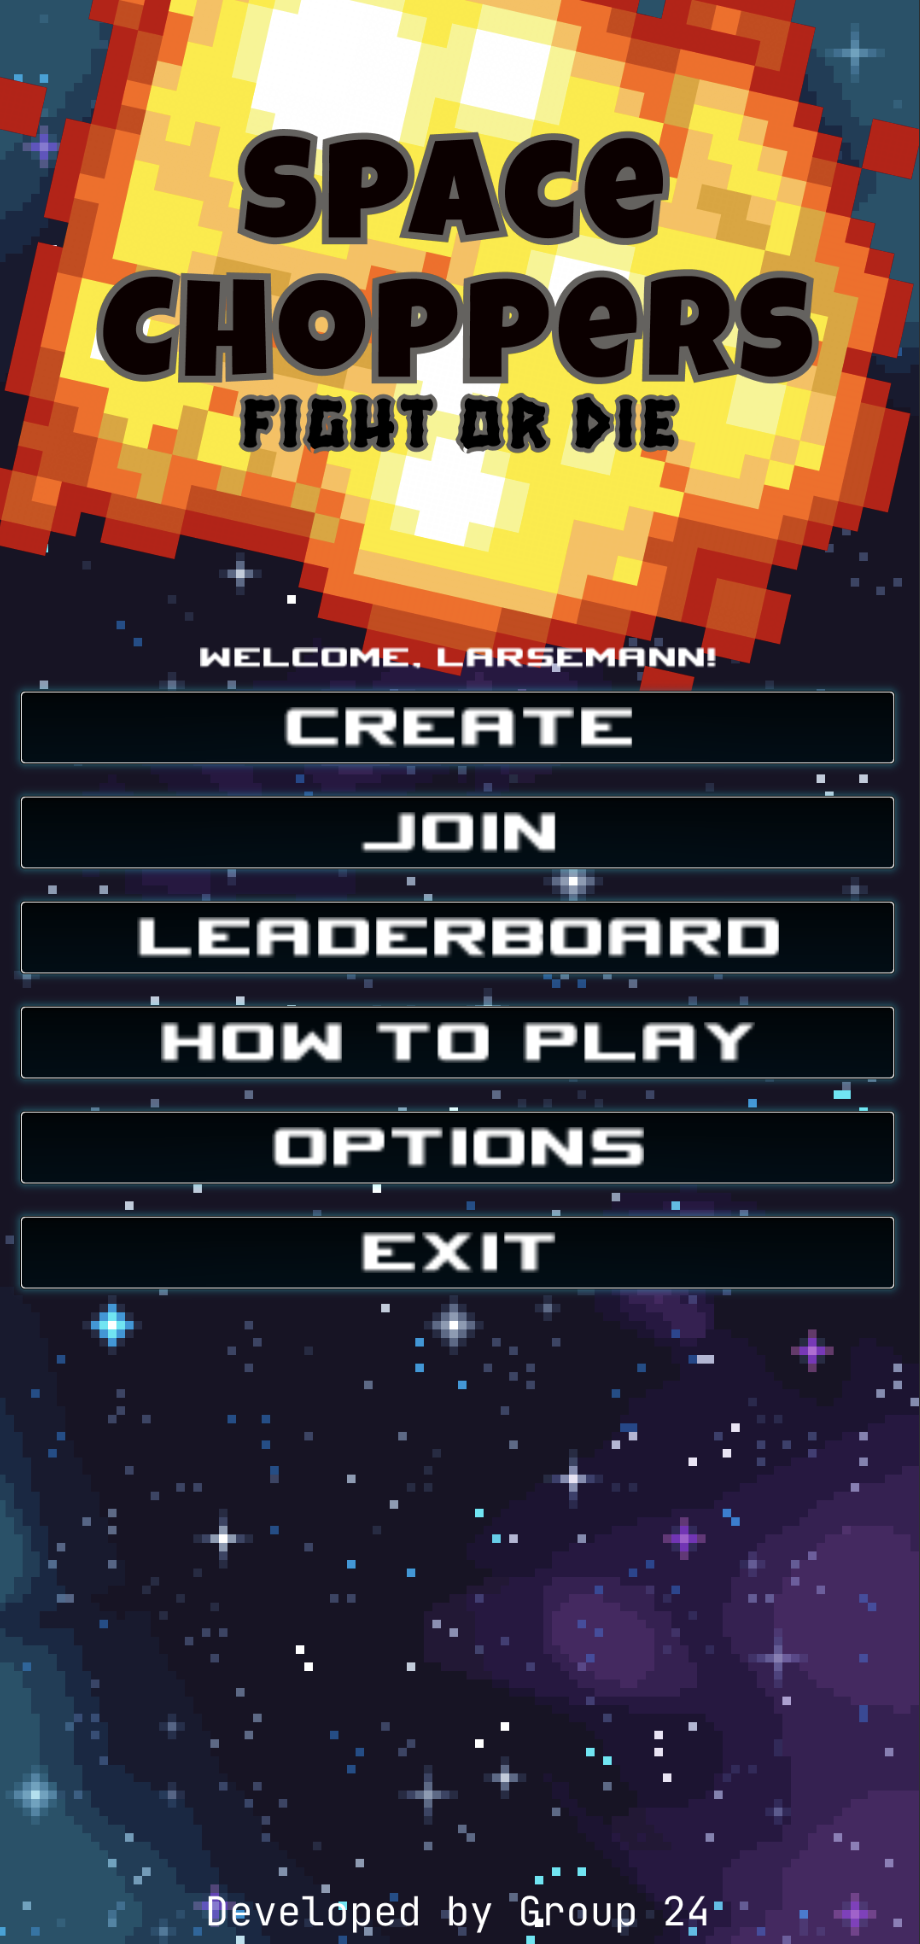 SPACE
CHOPPERS
FIGHT OR DIE
WELCOME, LARSEMANN!
CREATE
JOIN
LEADERBOARD
HOW TO PLAY
OPTIONS
EXIT
Developed by Group 24